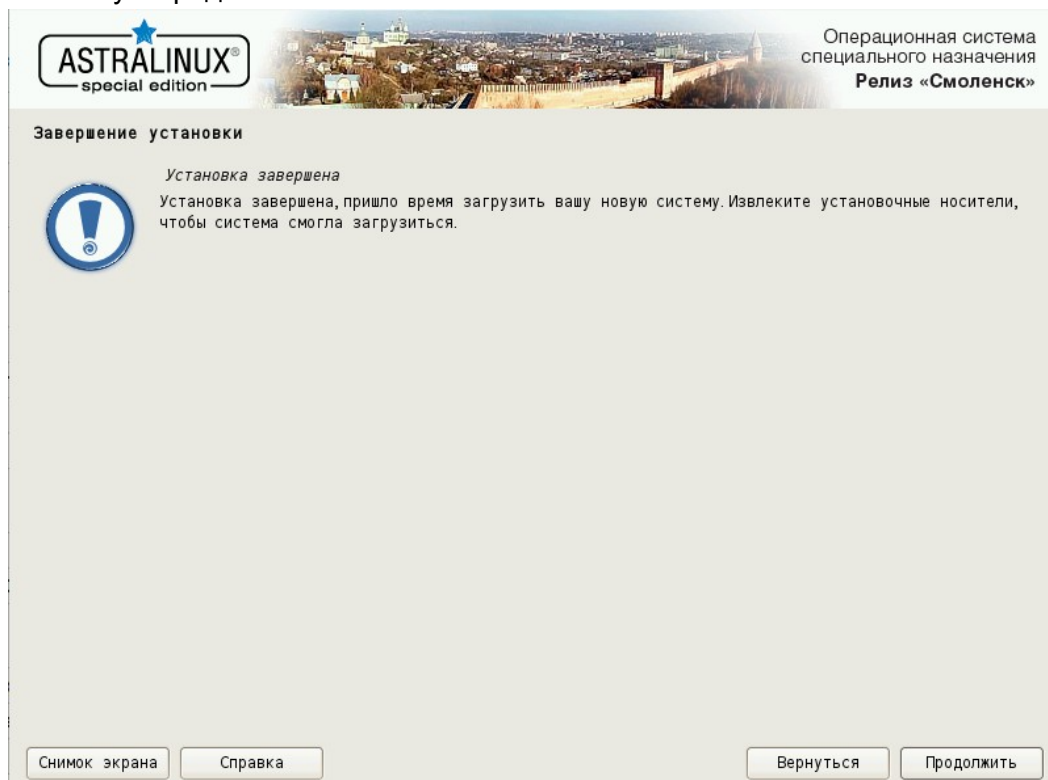 ASTRALINUX®
special edition
Операционная система
специального назначения
Релиз «Смоленск»
Завершение установки
Установка завершена
Установка завершена, пришло время загрузить вашу новую систему. Извлеките установочные носители,
чтобы система смогла загрузиться.
Снимок экрана
Справка
Вернуться
Продолжить